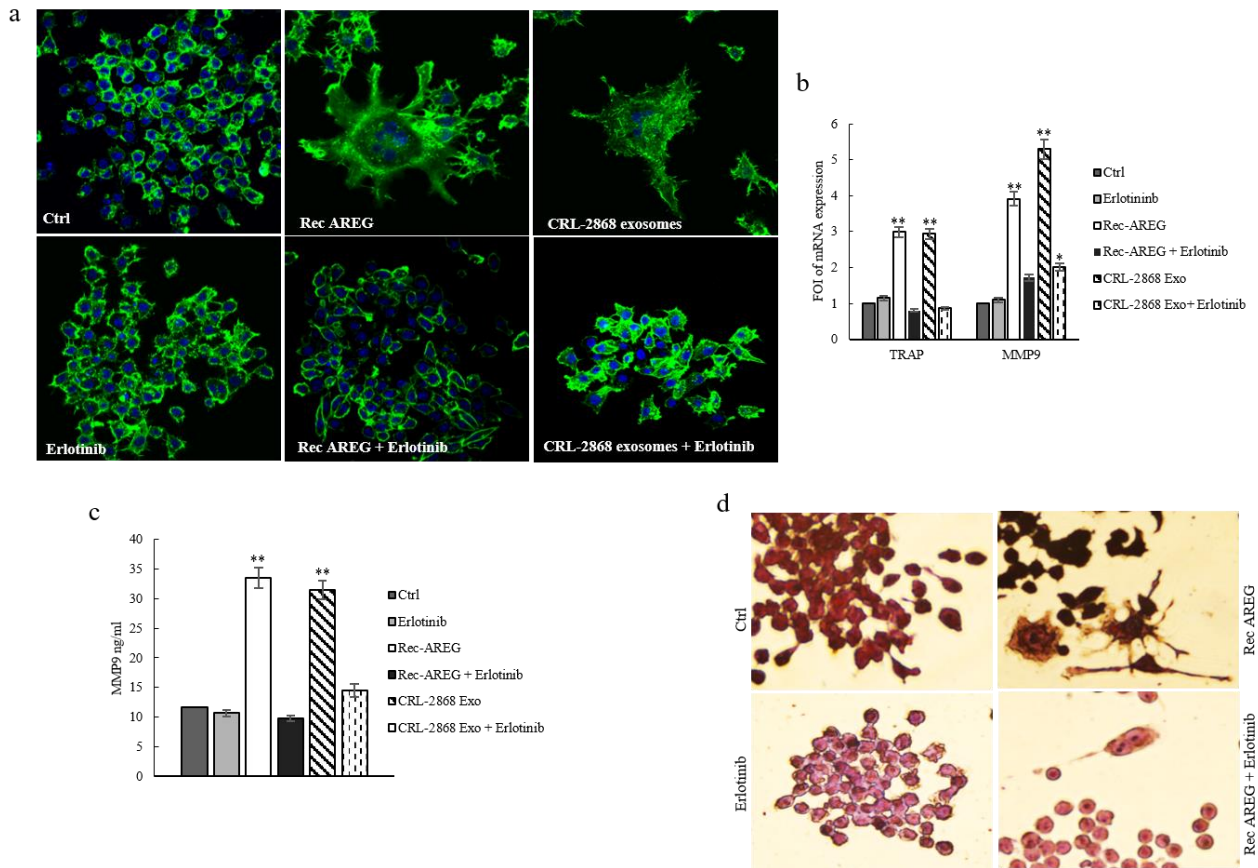 a
Ctrl
Rec AREG
CRL-2868 exosomes
Erlotinib
Rec AREG + Erlotinib
CRL-2868 exosomes + Erlotinib
b
FOI of mRNA expression
6
5
4
3
2
1
0
**
**
**
**
*
TRAP
MMP9
Ctrl
Erlotininb
Rec-AREG
Rec-AREG + Erlotinib
CRL-2868 Exo
CRL-2868 Exo+ Erlotinib
c
MMP9 ng/ml
40
35
30
25
20
15
10
5
0
**
**
Ctrl
Erlotinib
Rec-AREG
Rec-AREG + Erlotinib
CRL-2868 Exo
CRL-2868 Exo + Erlotinib
d
Ctrl
Rec AREG
Erlotinib
Rec AREG + Erlotinib